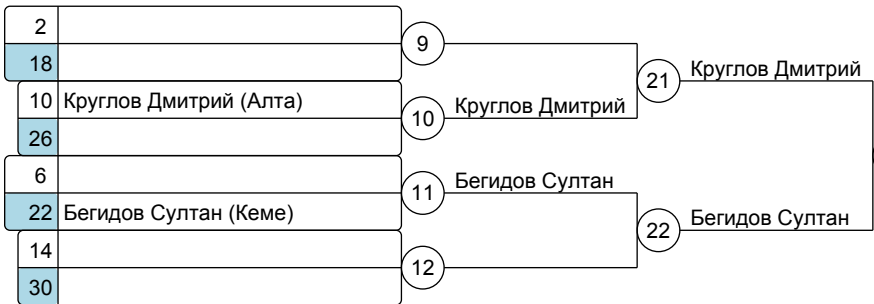 2
18
9
10 Круглов Дмитрий (Алта)
26
10 Круглов Дмитрий
21 Круглов Дмитрий
6
22 Бегидов Султан (Кеме)
11 Бегидов Султан
14
30
12
22 Бегидов Султан